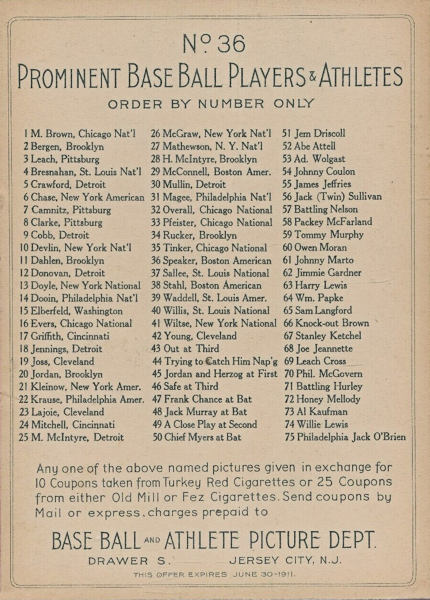 Nº 36
PROMINENT BASE BALL PLAYERS & ATHLETES
ORDER BY NUMBER ONLY
1 M. Brown, Chicago Nat'l
2 Bergen, Brooklyn
3 Leach, Pittsburg
4 Bresnahan, St. Louis Nat'l
5 Crawford, Detroit
6 Chase, New York American
7 Camnitz, Pittsburg
8 Clarke, Pittsburg
9 Cobb, Detroit
10 Devlin, New York Nat'l
11 Dahlen, Brooklyn
12 Donovan, Detroit
13 Doyle, New York National
14 Dooin, Philadelphia Nat'l
15 Elberfeld, Washington
16 Evers, Chicago National
17 Griffith, Cincinnati
18 Jennings, Detroit
19 Joss, Cleveland
20 Jordan, Brooklyn
21 Kleinow, New York Amer.
22 Krause, Philadelphia Amer.
23 Lajoie, Cleveland
24 Mitchell, Cincinnati
25 M. McIntyre, Detroit
26 McGraw, New York Nat'l
27 Mathewson, N. Y. Nat'l
28 H. McIntyre, Brooklyn
29 McConnell, Boston Amer.
30 Mullin, Detroit
31 Magee, Philadelphia Nat'l
32 Overall, Chicago National
33 Pfeister, Chicago National
34 Rucker, Brooklyn
35 Tinker, Chicago National
36 Speaker, Boston American
37 Sallee, St. Louis National
38 Stahl, Boston American
39 Waddell, St. Louis Amer.
40 Willis, St. Louis National
41 Wiltse, New York National
42 Young, Cleveland
43 Out at Third
44 Trying to Catch Him Nap'g
45 Jordan and Herzog at First
46 Safe at Third
47 Frank Chance at Bat
48 Jack Murray at Bat
49 A Close Play at Second
50 Chief Myers at Bat
51 Jem Driscoll
52 Abe Attell
53 Ad. Wolgast
54 Johnny Coulon
55 James Jeffries
56 Jack (Twin) Sullivan
57 Battling Nelson
58 Packey McFarland
59 Tommy Murphy
60 Owen Moran
61 Johnny Marto
62 Jimmie Gardner
63 Harry Lewis
64 Wm. Papke
65 Sam Langford
66 Knock-out Brown
67 Stanley Ketchel
68 Joe Jeannette
69 Leach Cross
70 Phil. McGovern
71 Battling Hurley
72 Honey Mellody
73 Al Kaufman
74 Willie Lewis
75 Philadelphia Jack O'Brien
Any one of the above named pictures given in exchange for
10 Coupons taken from Turkey Red Cigarettes or 25 Coupons
from either Old Mill or Fez Cigarettes. Send coupons by
Mail or express, charges prepaid to
BASE BALL AND ATHLETE PICTURE DEPT.
DRAWER S. JERSEY CITY, N.J.
THIS OFFER EXPIRES JUNE 30-1911.